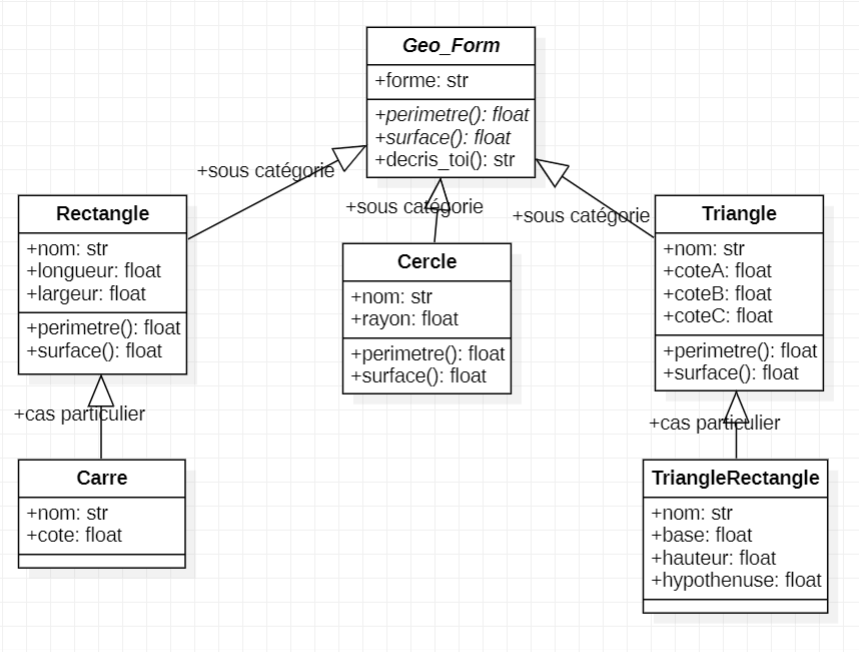 Geo_Form
+forme: str
+perimetre(): float
+surface(): float
+decris_toi(): str
+sous catégorie
+sous catégorie
+sous catégorie
Rectangle
+nom: str
+longueur: float
+largeur: float
+perimetre(): float
+surface(): float
Cercle
+nom: str
+rayon: float
+perimetre(): float
+surface(): float
Triangle
+nom: str
+coteA: float
+coteB: float
+coteC: float
+perimetre(): float
+surface(): float
+cas particulier
Carre
+nom: str
+cote: float
+cas particulier
TriangleRectangle
+nom: str
+base: float
+hauteur: float
+hypothenuse: float